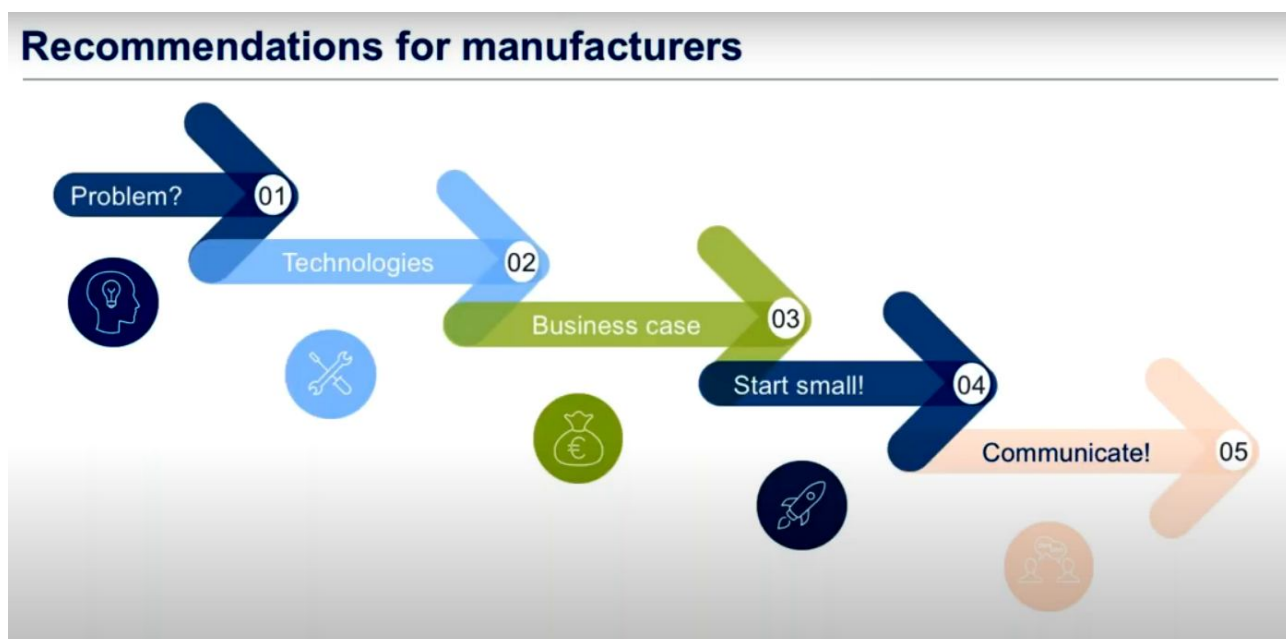 Recommendations for manufacturers
Problem? 01
Technologies 02
Business case 03
Start small! 04
Communicate! 05
€